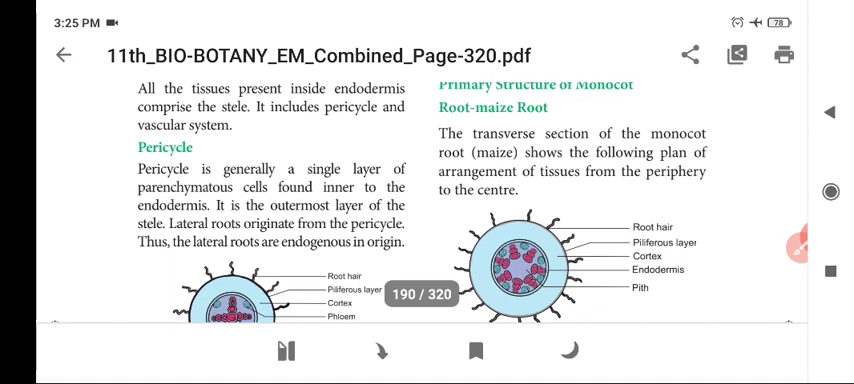 3:25 PM
78
11th_BIO-BOTANY_EM_Combined_Page-320.pdf
All the tissues present inside endodermis
comprise the stele. It includes pericycle and
vascular system.
Pericycle
Pericycle is generally a single layer of
parenchymatous cells found inner to the
endodermis. It is the outermost layer of the
stele. Lateral roots originate from the pericycle.
Thus, the lateral roots are endogenous in origin.
Root hair
Piliferous layer
Cortex
Phloem
190 / 320
Primary Structure of Monocot
Root-maize Root
The transverse section of the monocot
root (maize) shows the following plan of
arrangement of tissues from the periphery
to the centre.
Root hair
Piliferous layer
Cortex
Endodermis
Pith